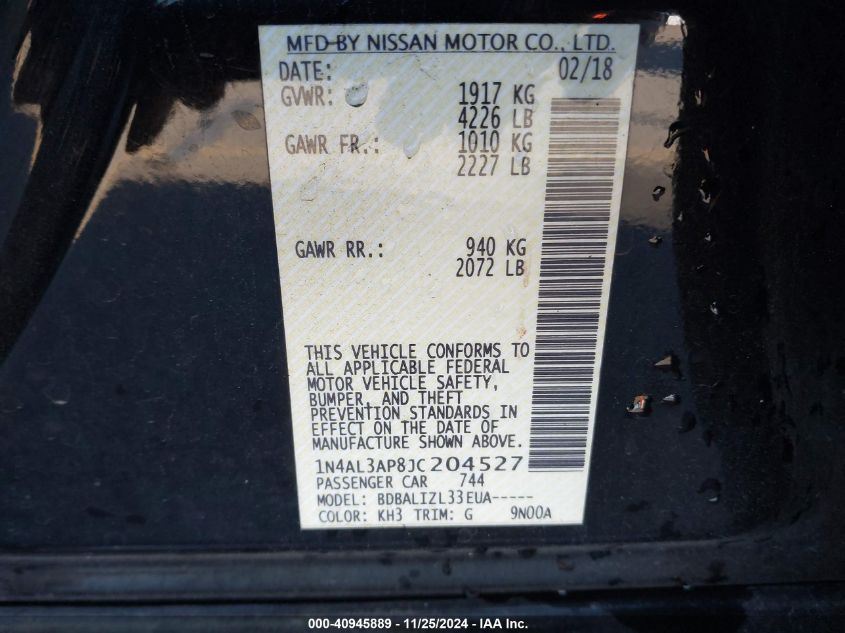 MFD BY NISSAN MOTOR CO., LTD.
DATE: 02/18
GVWR: 1917 KG
4226 LB
GAWR FR.: 1010 KG
2227 LB
GAWR RR.: 940 KG
2072 LB
THIS VEHICLE CONFORMS TO
ALL APPLICABLE FEDERAL
MOTOR VEHICLE SAFETY,
BUMPER, AND THEFT
PREVENTION STANDARDS IN
EFFECT ON THE DATE OF
MANUFACTURE SHOWN ABOVE.
1N4AL3AP8JC204527
PASSENGER CAR 744
MODEL: BDBALIZL33EUA-----
COLOR: KH3 TRIM: G 9N00A
000-40945889 - 11/25/2024 - IAA Inc.